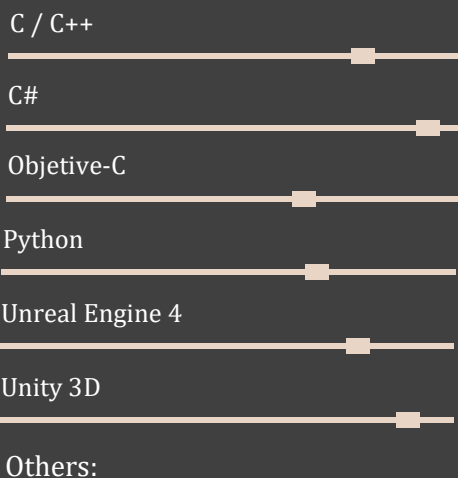 C / C++
C#
Objetive-C
Python
Unreal Engine 4
Unity 3D
Others: